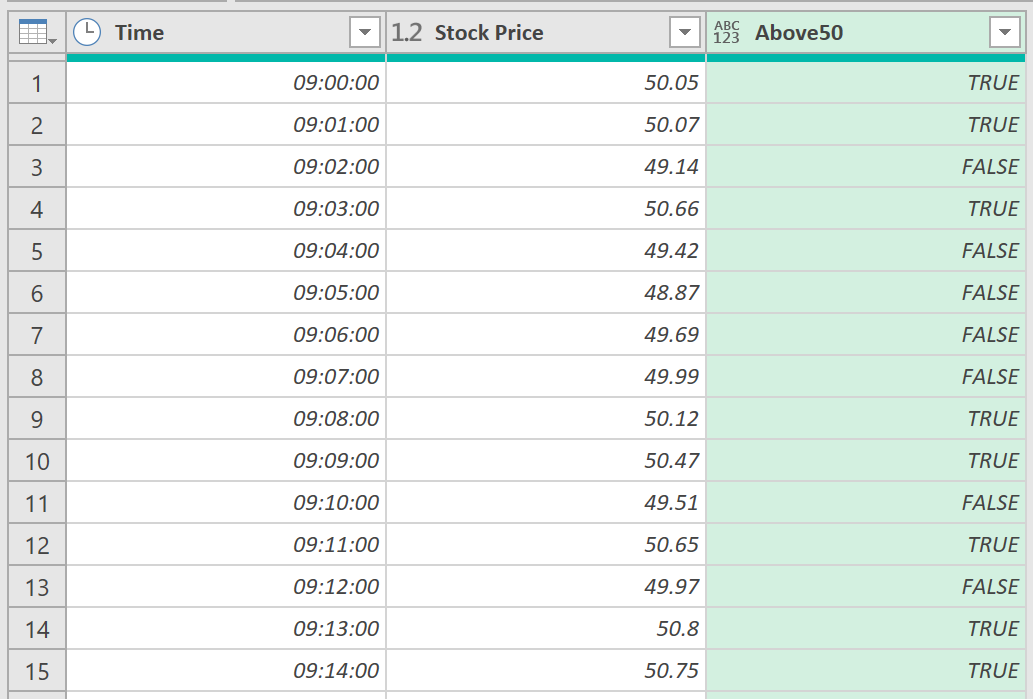 Time 1.2 Stock Price ABC 123 Above50
1 09:00:00 50.05 TRUE
2 09:01:00 50.07 TRUE
3 09:02:00 49.14 FALSE
4 09:03:00 50.66 TRUE
5 09:04:00 49.42 FALSE
6 09:05:00 48.87 FALSE
7 09:06:00 49.69 FALSE
8 09:07:00 49.99 FALSE
9 09:08:00 50.12 TRUE
10 09:09:00 50.47 TRUE
11 09:10:00 49.51 FALSE
12 09:11:00 50.65 TRUE
13 09:12:00 49.97 FALSE
14 09:13:00 50.8 TRUE
15 09:14:00 50.75 TRUE